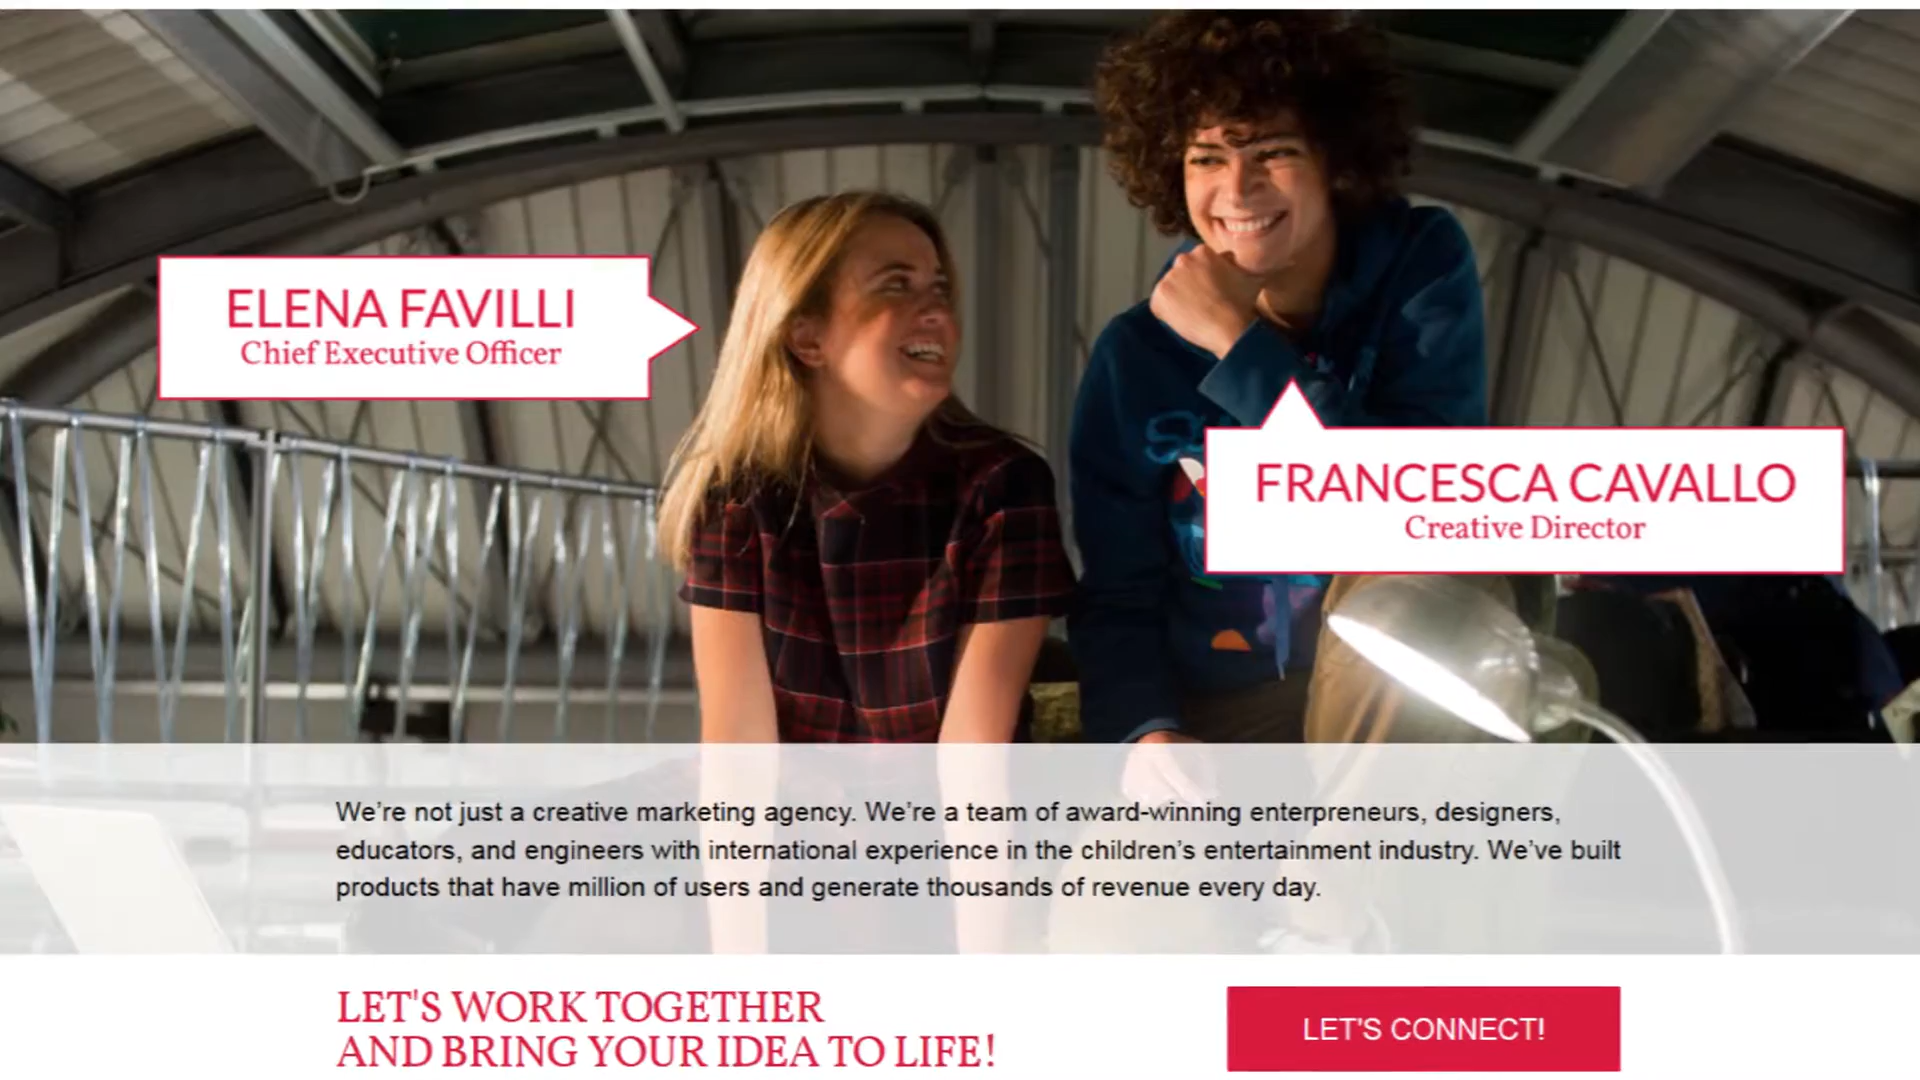 ELENA FAVILLI
Chief Executive Officer
FRANCESCA CAVALLO
Creative Director
We’re not just a creative marketing agency. We’re a team of award-winning enterpreneurs, designers,
educators, and engineers with international experience in the children’s entertainment industry. We’ve built
products that have million of users and generate thousands of revenue every day.
LET'S WORK TOGETHER
AND BRING YOUR IDEA TO LIFE!
LET'S CONNECT!